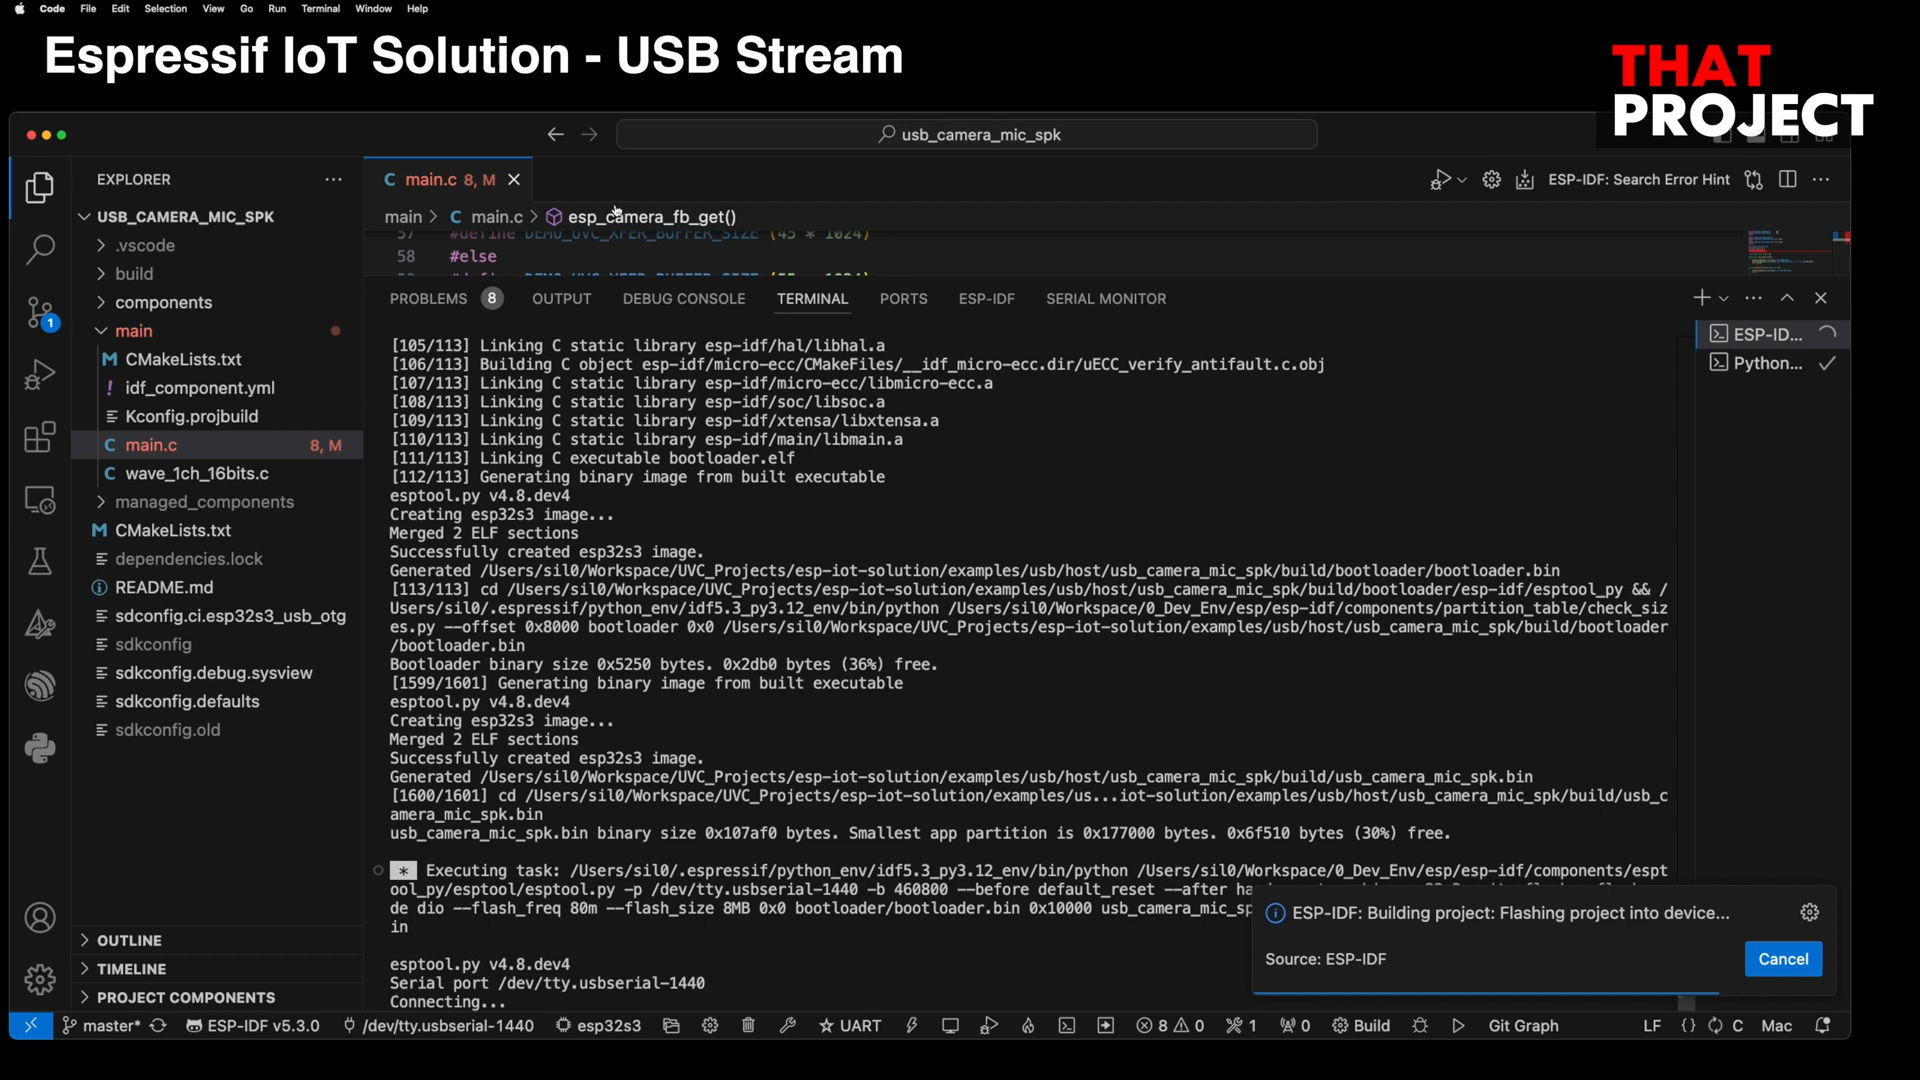 Code File Edit Selection View Go Run Terminal Window Help
Espressif IoT Solution - USB Stream
THAT
PROJECT
usb_camera_mic_spk
EXPLORER
main.c 8, M
ESP-IDF: Search Error Hint
USB_CAMERA_MIC_SPK
main > C main.c > esp_camera_fb_get()
57 #define DEMO_UVC_XFER_BUFFER_SIZE (45 * 1024)
58 #else
.vscode
build
components
main
CMakeLists.txt
idf_component.yml
Kconfig.projbuild
main.c 8, M
wave_1ch_16bits.c
managed_components
CMakeLists.txt
dependencies.lock
README.md
sdconfig.ci.esp32s3_usb_otg
sdkconfig
sdkconfig.debug.sysview
sdkconfig.defaults
sdkconfig.old
OUTLINE
TIMELINE
PROJECT COMPONENTS
PROBLEMS 8 OUTPUT DEBUG CONSOLE TERMINAL PORTS ESP-IDF SERIAL MONITOR
ESP-ID...
Python...
[105/113] Linking C static library esp-idf/hal/libhal.a
[106/113] Building C object esp-idf/micro-ecc/CMakeFiles/__idf_micro-ecc.dir/uECC_verify_antifault.c.obj
[107/113] Linking C static library esp-idf/micro-ecc/libmicro-ecc.a
[108/113] Linking C static library esp-idf/soc/libsoc.a
[109/113] Linking C static library esp-idf/xtensa/libxtensa.a
[110/113] Linking C static library esp-idf/main/libmain.a
[111/113] Linking C executable bootloader.elf
[112/113] Generating binary image from built executable
esptool.py v4.8.dev4
Creating esp32s3 image...
Merged 2 ELF sections
Successfully created esp32s3 image.
Generated /Users/sil0/Workspace/UVC_Projects/esp-iot-solution/examples/usb/host/usb_camera_mic_spk/build/bootloader/bootloader.bin
[113/113] cd /Users/sil0/Workspace/UVC_Projects/esp-iot-solution/examples/usb/host/usb_camera_mic_spk/build/bootloader/esp-idf/esptool_py && /
Users/sil0/.espressif/python_env/idf5.3_py3.12_env/bin/python /Users/sil0/Workspace/0_Dev_Env/esp/esp-idf/components/partition_table/check_siz
es.py --offset 0x8000 bootloader 0x0 /Users/sil0/Workspace/UVC_Projects/esp-iot-solution/examples/usb/host/usb_camera_mic_spk/build/bootloader
/bootloader.bin
Bootloader binary size 0x5250 bytes. 0x2db0 bytes (36%) free.
[1599/1601] Generating binary image from built executable
esptool.py v4.8.dev4
Creating esp32s3 image...
Merged 2 ELF sections
Successfully created esp32s3 image.
Generated /Users/sil0/Workspace/UVC_Projects/esp-iot-solution/examples/usb/host/usb_camera_mic_spk/build/usb_camera_mic_spk.bin
[1600/1601] cd /Users/sil0/Workspace/UVC_Projects/esp-iot-solution/examples/us...iot-solution/examples/usb/host/usb_camera_mic_spk/build/usb_c
amera_mic_spk.bin
usb_camera_mic_spk.bin binary size 0x107af0 bytes. Smallest app partition is 0x177000 bytes. 0x6f510 bytes (30%) free.
* Executing task: /Users/sil0/.espressif/python_env/idf5.3_py3.12_env/bin/python /Users/sil0/Workspace/0_Dev_Env/esp/esp-idf/components/espt
ool_py/esptool/esptool.py -p /dev/tty.usbserial-1440 -b 460800 --before default_reset --after
de dio --flash_freq 80m --flash_size 8MB 0x0 bootloader/bootloader.bin 0x10000 usb_camera_mic_sp
in
esptool.py v4.8.dev4
Serial port /dev/tty.usbserial-1440
Connecting...
ESP-IDF: Building project: Flashing project into device...
Source: ESP-IDF
Cancel
master* ESP-IDF v5.3.0 /dev/tty.usbserial-1440 esp32s3 UART 8 0 1 0 Build Git Graph LF {} C Mac